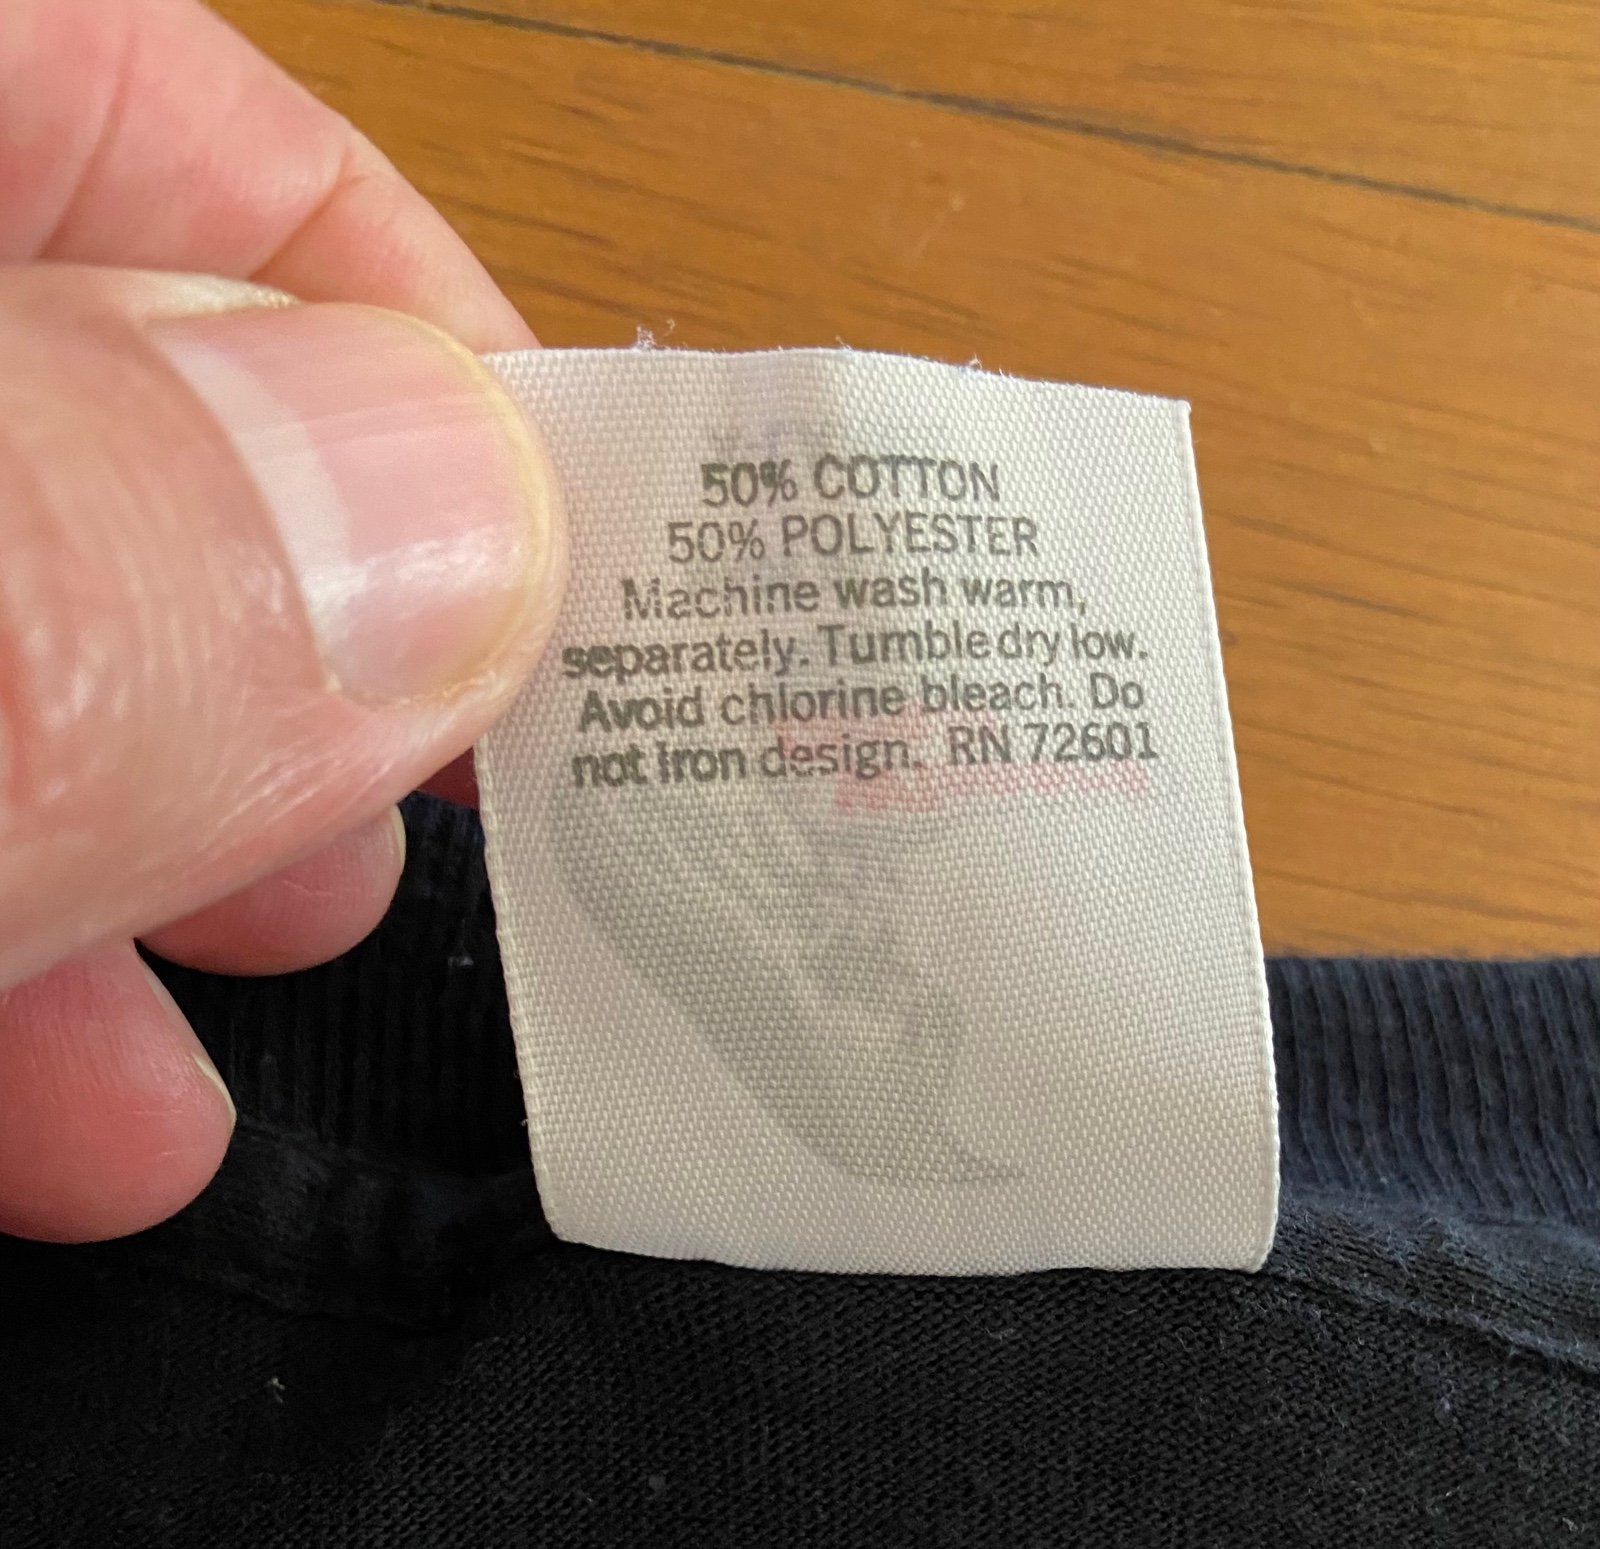 50% COTTON
50% POLYESTER
Machine wash warm,
separately. Tumble dry low.
Avoid chlorine bleach. Do
not iron design. RN 72601